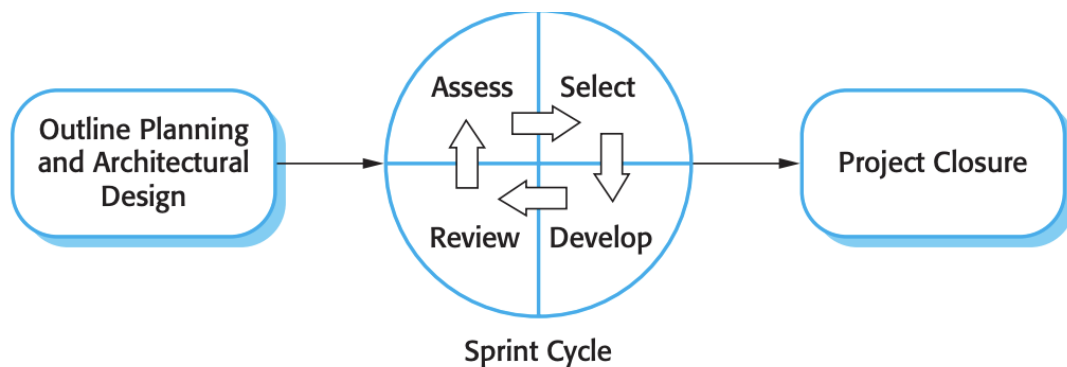 Outline Planning
and Architectural
Design
Assess
Select
Review
Develop
Sprint Cycle
Project Closure